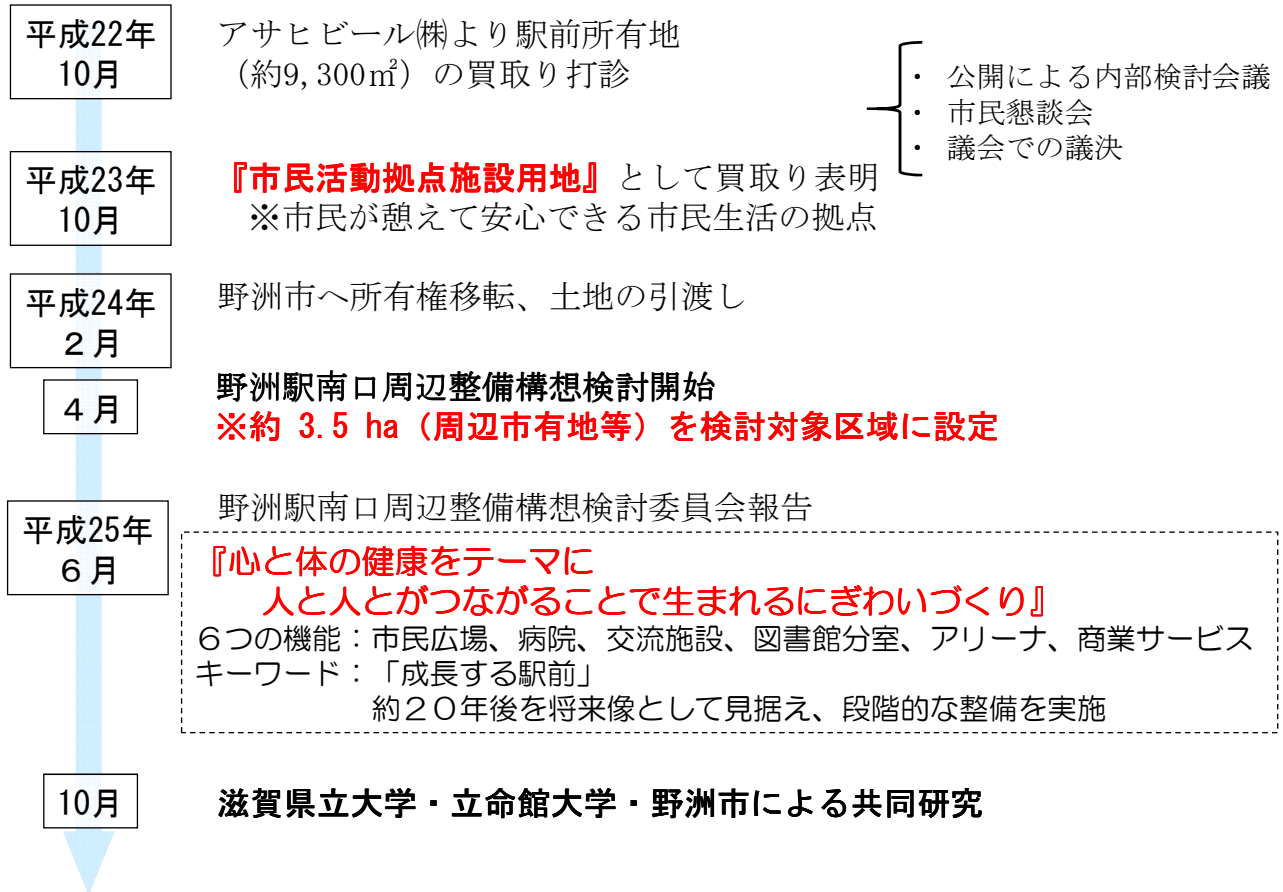 平成22年
10月
アサヒビール㈱より駅前所有地
（約9,300㎡）の買取り打診
・ 公開による内部検討会議
・ 市民懇談会
・ 議会での議決
平成23年
10月
『市民活動拠点施設用地』として買取り表明
※市民が憩えて安心できる市民生活の拠点
平成24年
２月
野洲市へ所有権移転、土地の引渡し
４月
野洲駅南口周辺整備構想検討開始
※約 3.5 ha（周辺市有地等）を検討対象区域に設定
平成25年
６月
野洲駅南口周辺整備構想検討委員会報告
『心と体の健康をテーマに
人と人とがつながることで生まれるにぎわいづくり』
６つの機能：市民広場、病院、交流施設、図書館分室、アリーナ、商業サービス
キーワード：「成長する駅前」
約２０年後を将来像として見据え、段階的な整備を実施
10月
滋賀県立大学・立命館大学・野洲市による共同研究